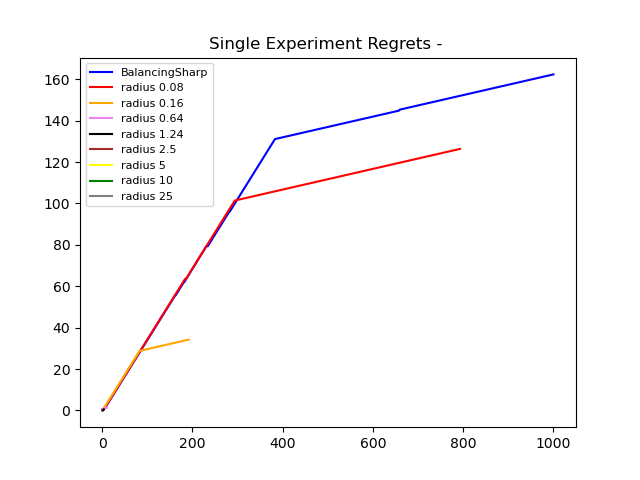 Single Experiment Regrets -
BalancingSharp
radius 0.08
radius 0.16
radius 0.64
radius 1.24
radius 2.5
radius 5
radius 10
radius 25
160
140
120
100
80
60
40
20
0
0 200 400 600 800 1000